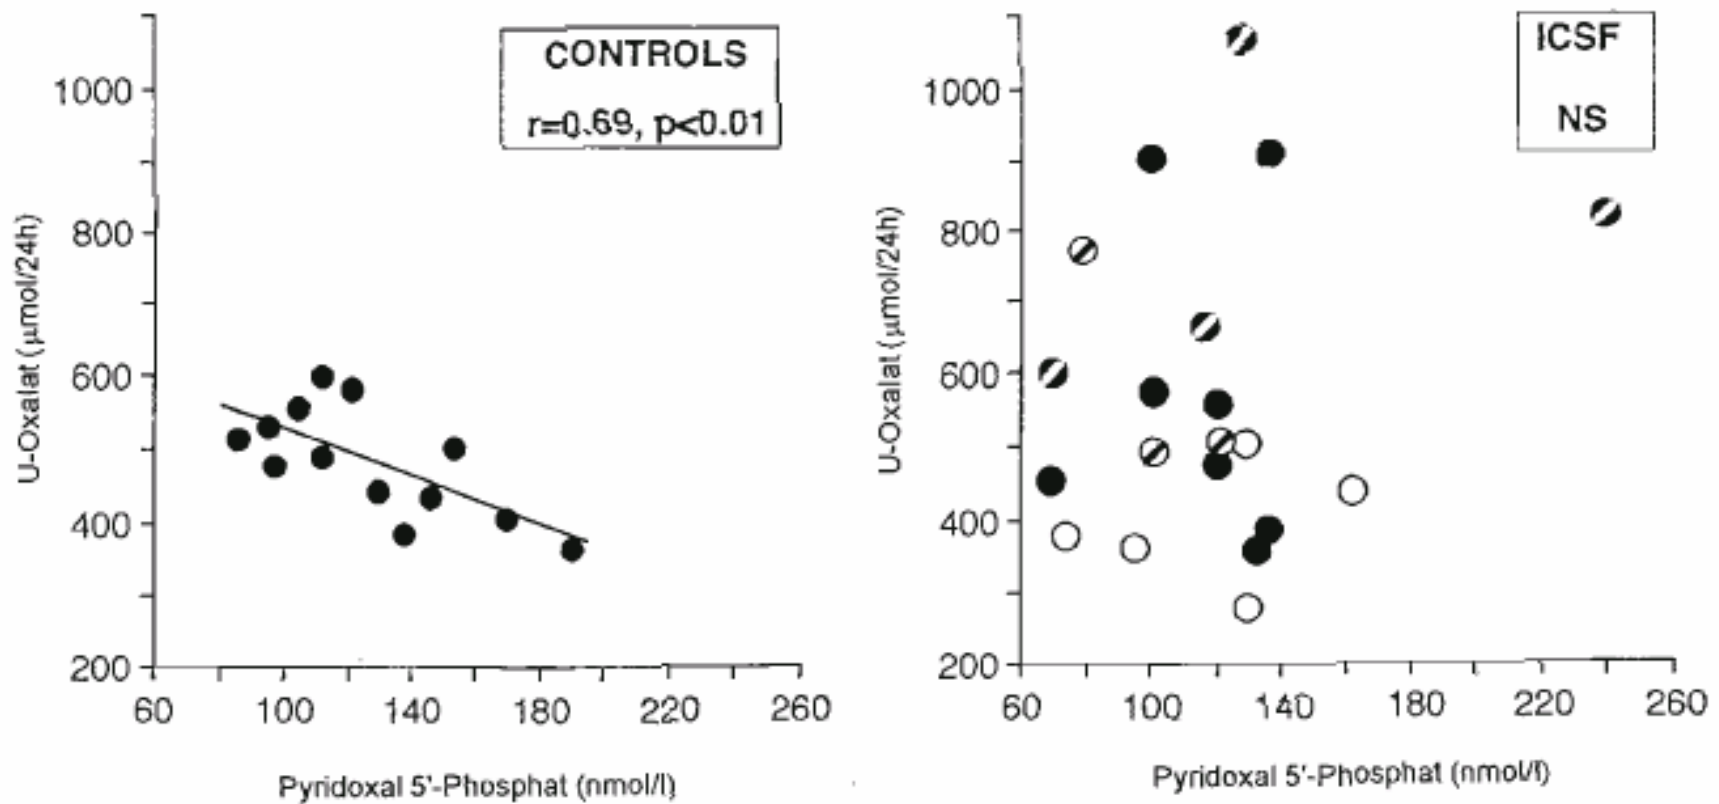 CONTROLS
r=0.69, p<0.01
1000
800
600
400
200
60
100
140
180
220
260
U-Oxalat (µmol/24h)
Pyridoxal 5'-Phosphat (nmol/l)
ICSF
NS
1000
800
600
400
200
60
100
140
180
220
260
U-Oxalat (µmol/24h)
Pyridoxal 5'-Phosphat (nmol/l)